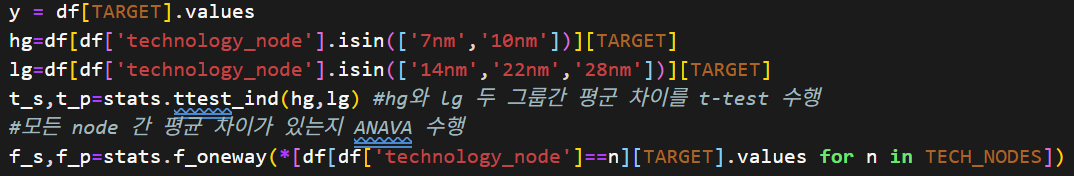 y = df[TARGET].values
hg=df[df['technology_node'].isin(['7nm','10nm'])][TARGET]
lg=df[df['technology_node'].isin(['14nm','22nm','28nm'])][TARGET]
t_s,t_p=stats.ttest_ind(hg,lg) #hg와 lg 두 그룹간 평군 차이를 t-test 수행
#모든 node 간 평균 차이가 있는지 ANAVA 수행
f_s,f_p=stats.f_oneway(*[df[df['technology_node']==n][TARGET].values for n in TECH_NODES])